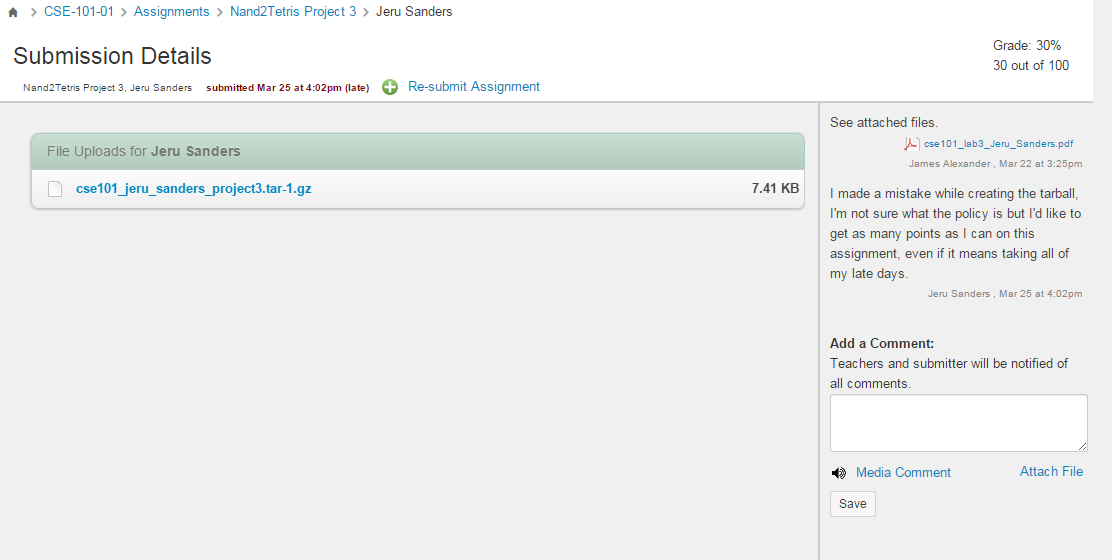 CSE-101-01 Assignments Nand2Tetris Project 3 Jeru Sanders
Submission Details
Grade: 30%
30 out of 100
Nand2Tetris Project 3, Jeru Sanders submitted Mar 25 at 4:02pm (late) Re-submit Assignment
File Uploads for Jeru Sanders
cse101_jeru_sanders_project3.tar-1.gz 7.41 KB
See attached files.
cse101_lab3_Jeru_Sanders.pdf
James Alexander , Mar 22 at 3:25pm
I made a mistake while creating the tarball,
I'm not sure what the policy is but I'd like to
get as many points as I can on this
assignment, even if it means taking all of
my late days.
Jeru Sanders , Mar 25 at 4:02pm
Add a Comment:
Teachers and submitter will be notified of
all comments.
Media Comment Attach File
Save